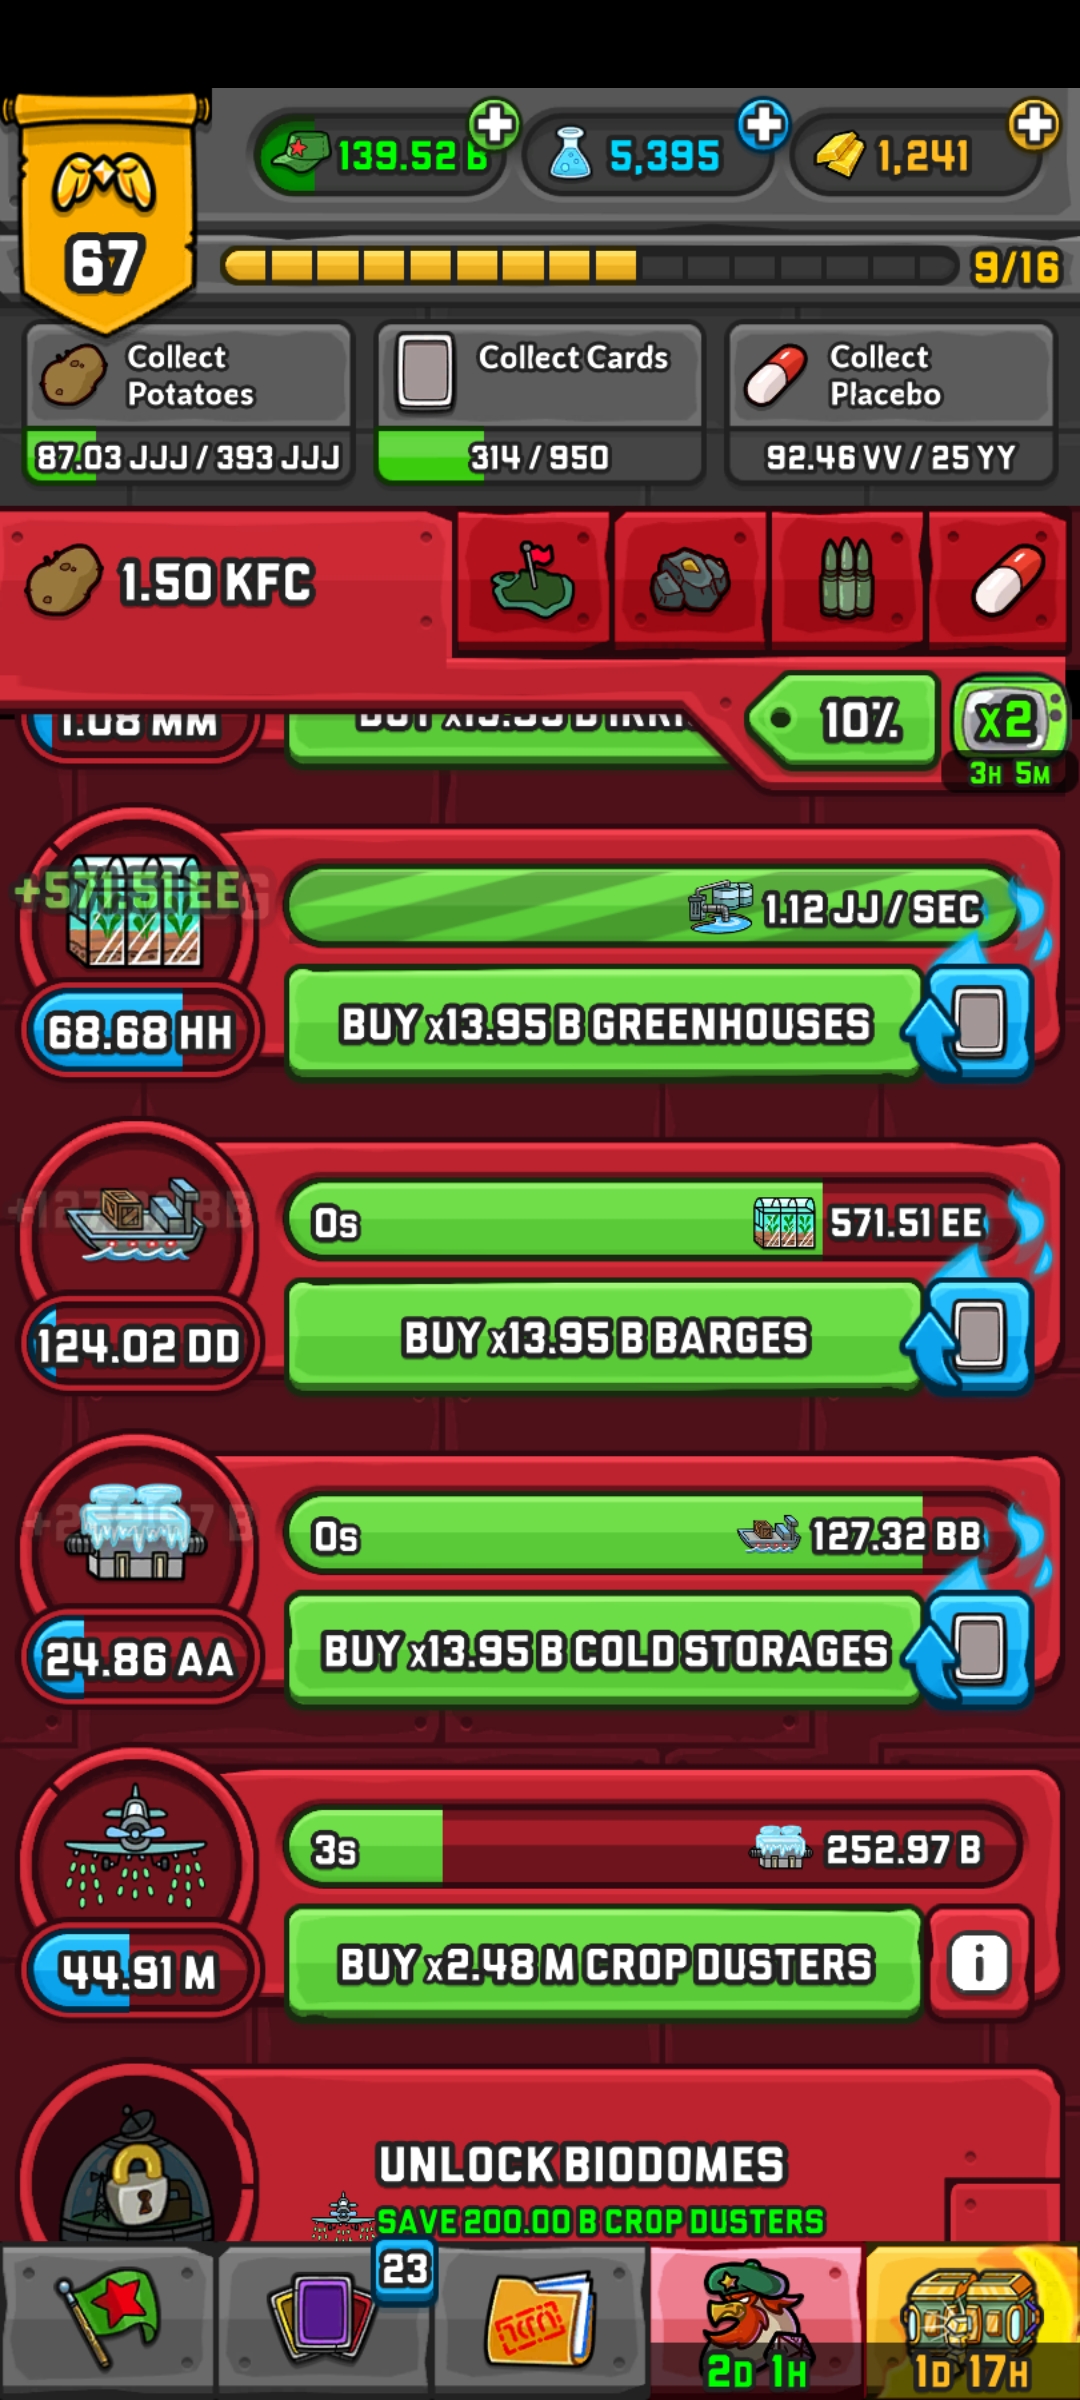 139.52 B
5,395
1,241
67
9/16
Collect
Potatoes
87.03 JJJ / 393 JJJ
Collect Cards
314 / 950
Collect
Placebo
92.46 VV / 25 YY
1.50 KFC
10%
x2
3H 5M
1.08 MM
+571.51 EE
1.12 JJ / SEC
68.68 HH
BUY x13.95 B GREENHOUSES
0s
571.51 EE
124.02 DD
BUY x13.95 B BARGES
0s
127.32 BB
24.86 AA
BUY x13.95 B COLD STORAGES
3s
252.97 B
44.91 M
BUY x2.48 M CROP DUSTERS
i
UNLOCK BIODOMES
SAVE 200.00 B CROP DUSTERS
23
2D 1H
1D 17H